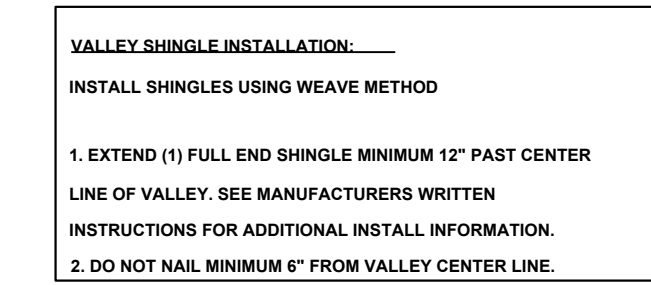 VALLEY SHINGLE INSTALLATION:
INSTALL SHINGLES USING WEAVE METHOD
1. EXTEND (1) FULL END SHINGLE MINIMUM 12" PAST CENTER
LINE OF VALLEY. SEE MANUFACTURERS WRITTEN
INSTRUCTIONS FOR ADDITIONAL INSTALL INFORMATION.
2. DO NOT NAIL MINIMUM 6" FROM VALLEY CENTER LINE.